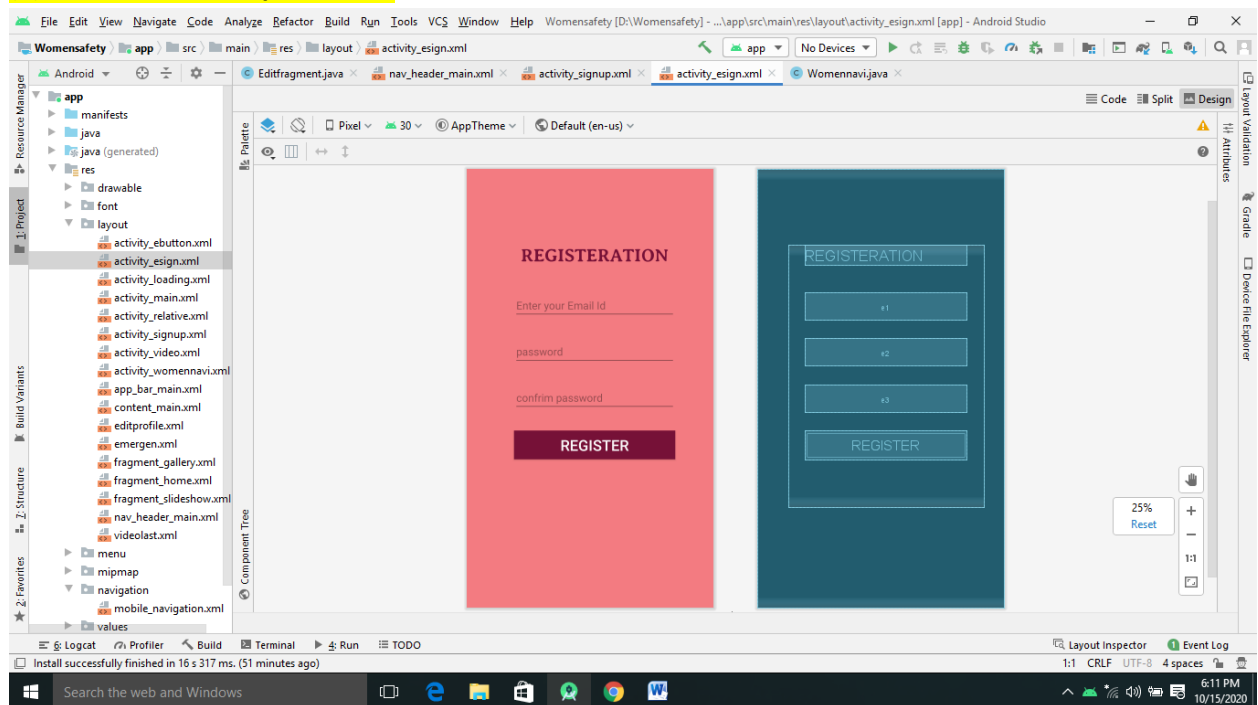 File Edit View Navigate Code Analyze Refactor Build Run Tools VCS Window Help Womensafety [D:\Womensafety] - ...\app\src\main\res\layout\activity_esign.xml [app] - Android Studio
Womensafety app src main res layout activity_esign.xml app No Devices
Android Editfragment.java nav_header_main.xml activity_signup.xml activity_esign.xml Womennavi.java
Code Split Design
Pixel 30 AppTheme Default (en-us)
Resource Manager
1: Project
Build Variants
7: Structure
2: Favorites
app
manifests
java
java (generated)
res
drawable
font
layout
activity_ebutton.xml
activity_esign.xml
activity_loading.xml
activity_main.xml
activity_relative.xml
activity_signup.xml
activity_video.xml
activity_womennavi.xml
app_bar_main.xml
content_main.xml
editprofile.xml
emergen.xml
fragment_gallery.xml
fragment_home.xml
fragment_slideshow.xml
nav_header_main.xml
videolast.xml
menu
mipmap
navigation
mobile_navigation.xml
values
Palette
Component Tree
REGISTERATION
Enter your Email Id
password
confrim password
REGISTER
REGISTERATION
e1
e2
e3
REGISTER
25%
Reset
1:1
Attributes
Layout Validation
Gradle
Device File Explorer
6: Logcat Profiler Build Terminal 4: Run TODO Layout Inspector Event Log
Install successfully finished in 16 s 317 ms. (51 minutes ago) 1:1 CRLF UTF-8 4 spaces
Search the web and Windows
6:11 PM
10/15/2020